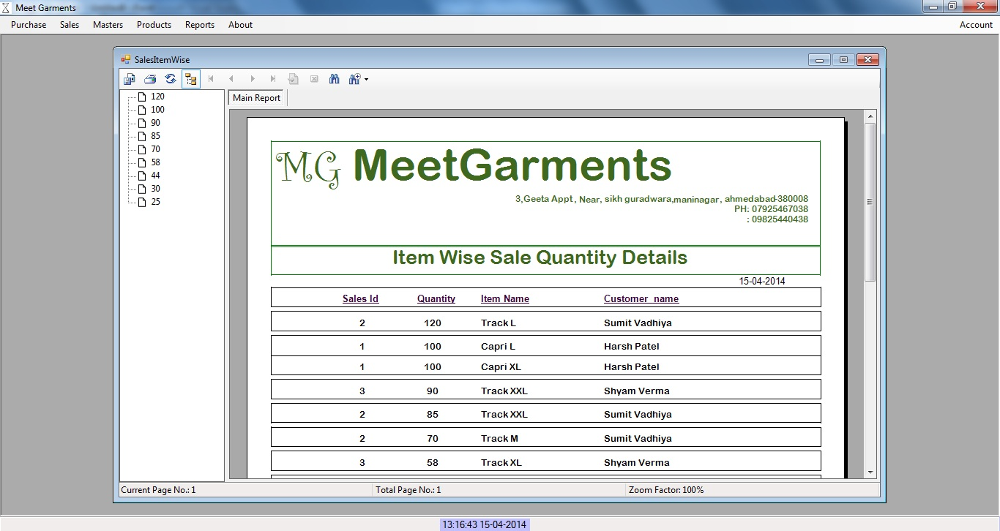 Meet Garments
Purchase Sales Masters Products Reports About Account
SalesItemWise
120
100
90
85
70
58
44
30
25
Main Report
MG MeetGarments
3,Geeta Appt , Near, sikh guradwara,maninagar, ahmedabad-380008
PH: 07925467038
: 09825440438
Item Wise Sale Quantity Details
15-04-2014
Sales Id Quantity Item Name Customer_name
2 120 Track L Sumit Vadhiya
1 100 Capri L Harsh Patel
1 100 Capri XL Harsh Patel
3 90 Track XXL Shyam Verma
2 85 Track XXL Sumit Vadhiya
2 70 Track M Sumit Vadhiya
3 58 Track XL Shyam Verma
Current Page No.: 1 Total Page No.: 1 Zoom Factor: 100%
13:16:43 15-04-2014